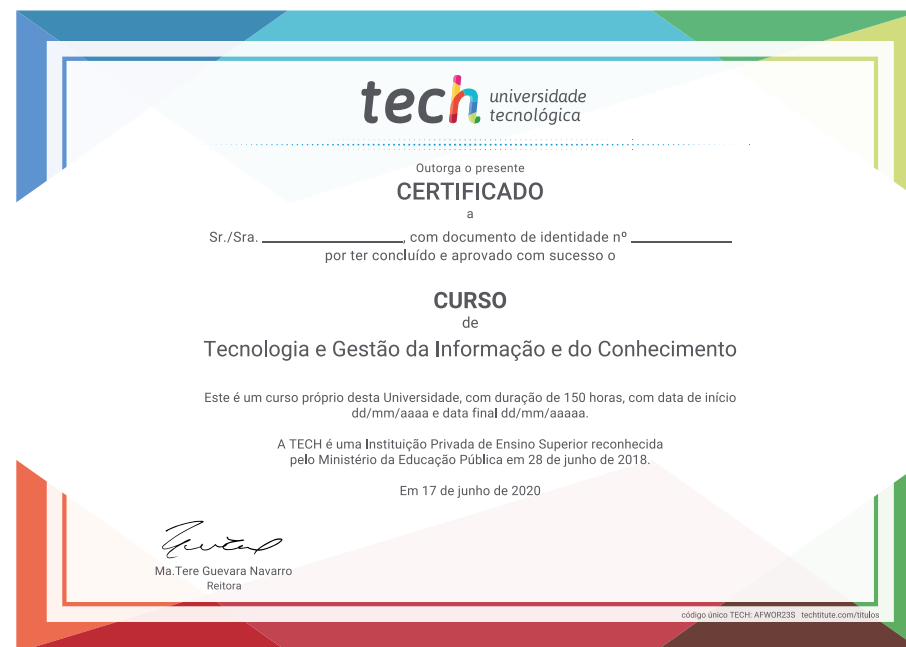 tech universidade
tecnológica
Outorga o presente
CERTIFICADO
a
Sr./Sra. ____________________, com documento de identidade nº ______________
por ter concluído e aprovado com sucesso o
CURSO
de
Tecnologia e Gestão da Informação e do Conhecimento
Este é um curso próprio desta Universidade, com duração de 150 horas, com data de início
dd/mm/aaaa e data final dd/mm/aaaaa.
A TECH é uma Instituição Privada de Ensino Superior reconhecida
pelo Ministério da Educação Pública em 28 de junho de 2018.
Em 17 de junho de 2020
Ma.Tere Guevara Navarro
Reitora
código único TECH: AFWOR23S techtitute.com/títulos